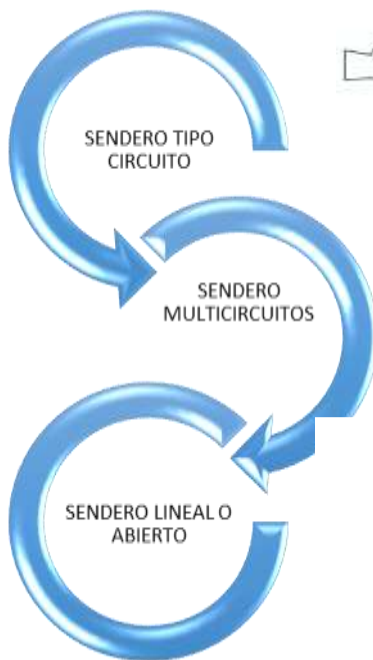 SENDERO TIPO
CIRCUITO
SENDERO
MULTICIRCUITOS
SENDERO LINEAL O
ABIERTO